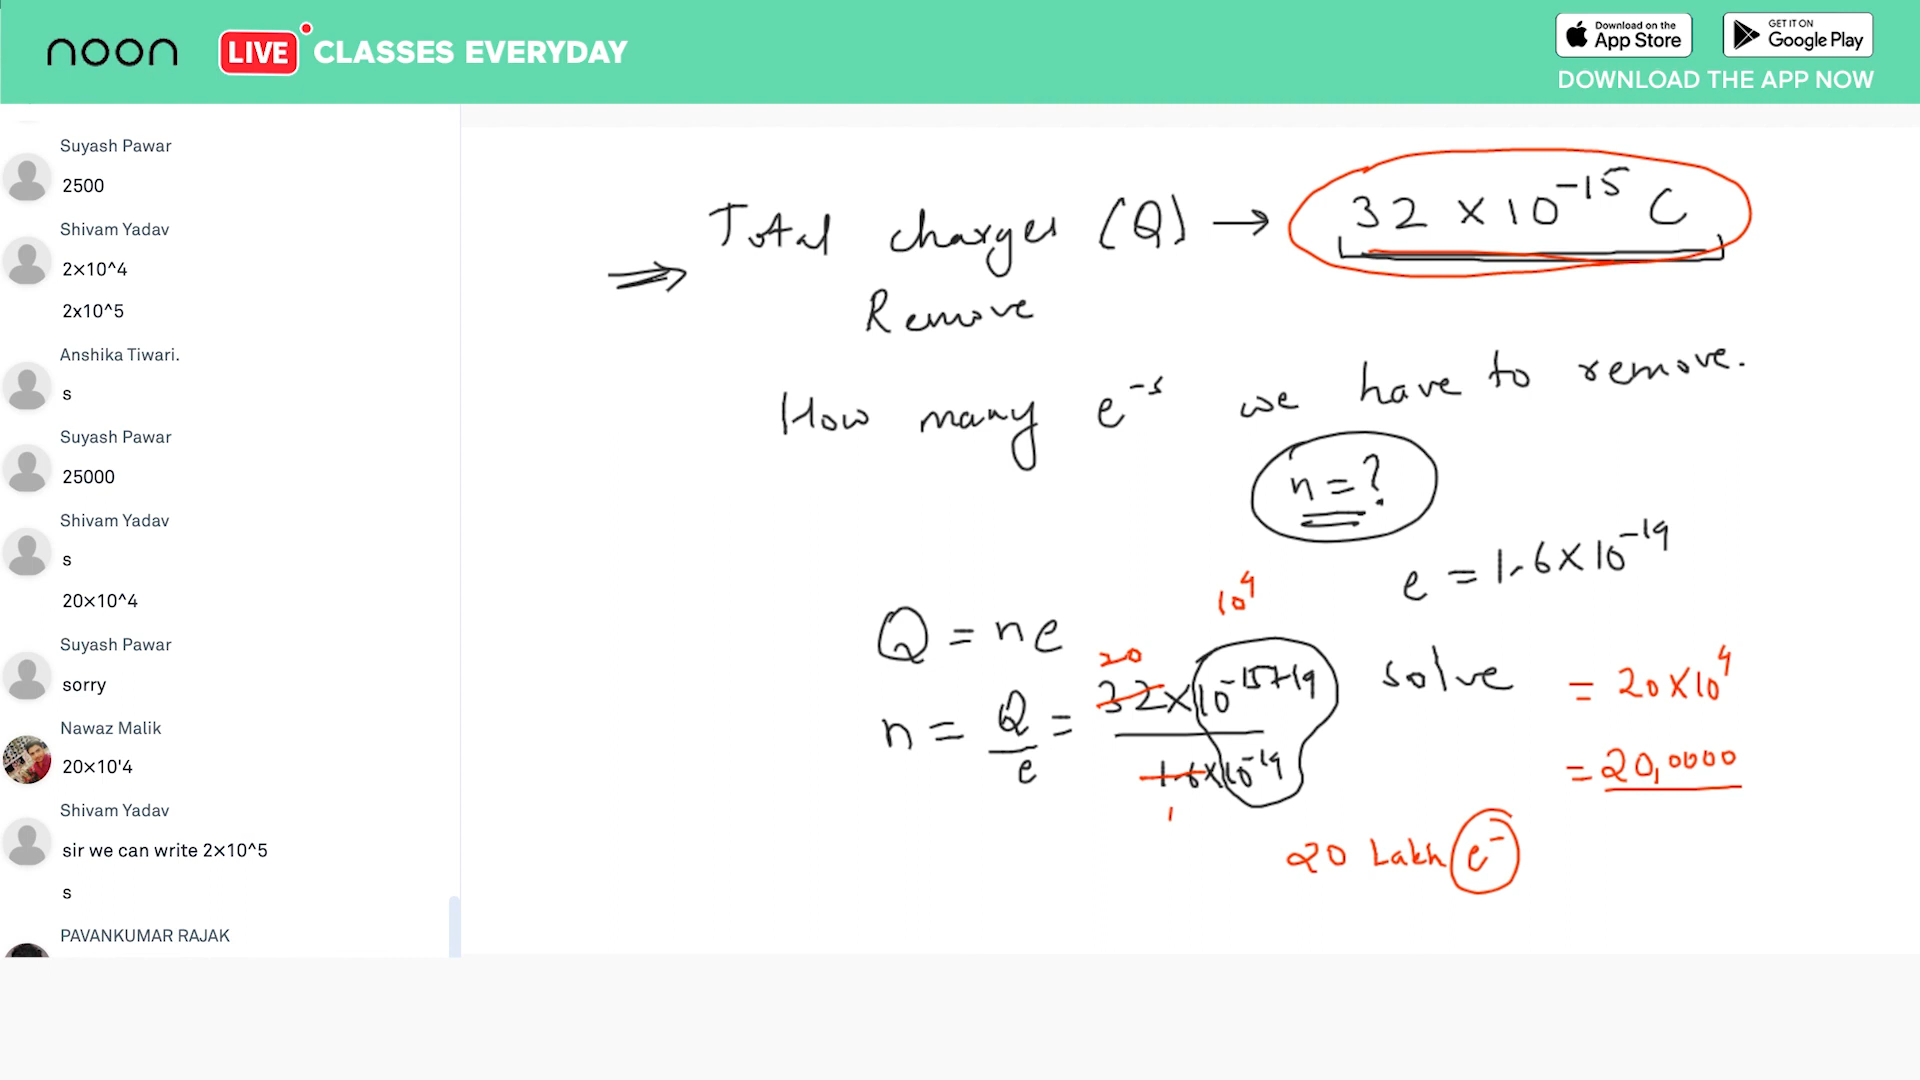 noon LIVE CLASSES EVERYDAY
Download on the App Store
GET IT ON Google Play
DOWNLOAD THE APP NOW
Suyash Pawar
2500
Shivam Yadav
2×10^4
2x10^5
Anshika Tiwari.
s
Suyash Pawar
25000
Shivam Yadav
s
20×10^4
Suyash Pawar
sorry
Nawaz Malik
20×10'4
Shivam Yadav
sir we can write 2×10^5
s
PAVANKUMAR RAJAK
⇒ Total charges (Q) → 32 × 10⁻¹⁵ C
Remove
How many e⁻ˢ we have to remove.
n = ?
e = 1.6 × 10⁻¹⁹
10⁴
Q = ne
20
n = Q/e = 32 × 10⁻¹⁵⁺¹⁹ / 1.6 × 10⁻¹⁹ solve = 20 × 10⁴
1
= 20,0000
20 Lakh e⁻